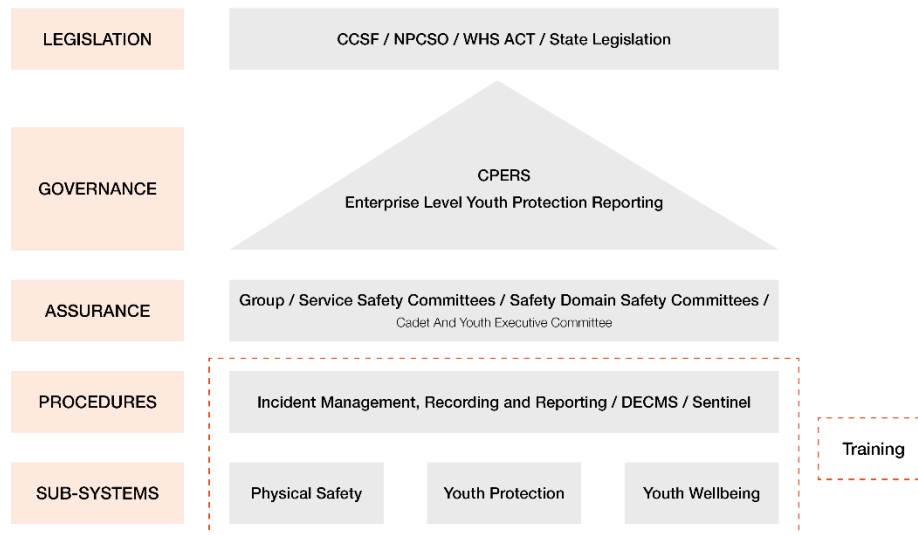 LEGISLATION
CCSF / NPCSO / WHS ACT / State Legislation
GOVERNANCE
CPERS
Enterprise Level Youth Protection Reporting
ASSURANCE
Group / Service Safety Committees / Safety Domain Safety Committees /
Cadet And Youth Executive Committee
PROCEDURES
Incident Management, Recording and Reporting / DECMS / Sentinel
Training
SUB-SYSTEMS
Physical Safety
Youth Protection
Youth Wellbeing